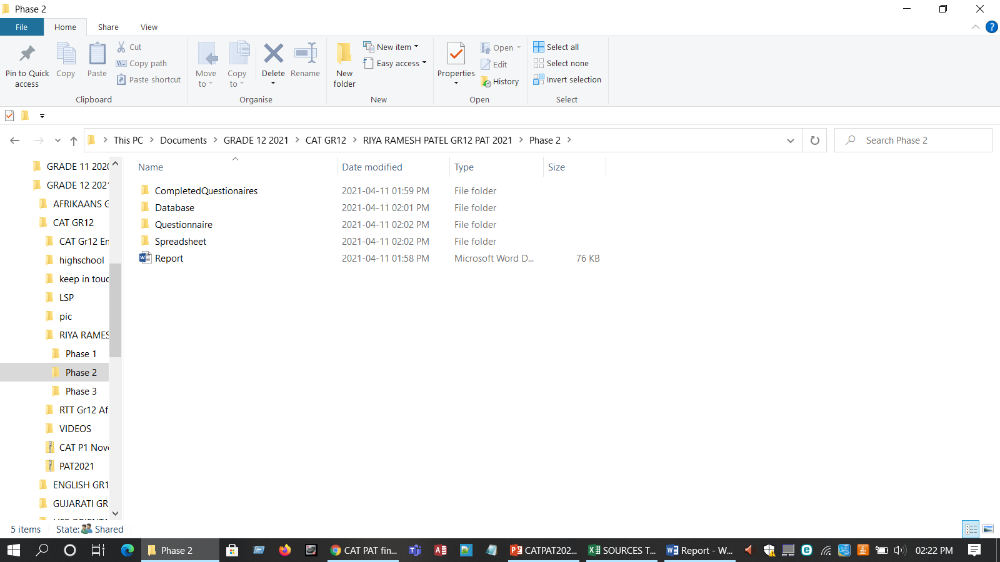 Phase 2
File Home Share View
Pin to Quick access
Copy
Paste
Cut
Copy path
Paste shortcut
Clipboard
Move to
Copy to
Delete
Rename
Organise
New folder
New item
Easy access
New
Properties
Open
Edit
History
Open
Select all
Select none
Invert selection
Select
This PC > Documents > GRADE 12 2021 > CAT GR12 > RIYA RAMESH PATEL GR12 PAT 2021 > Phase 2 >
Search Phase 2
GRADE 11 202
GRADE 12 202
AFRIKAANS G
CAT GR12
CAT Gr12 Er
highschool
keep in touc
LSP
pic
RIYA RAMES
Phase 1
Phase 2
Phase 3
RTT Gr12 Af
VIDEOS
CAT P1 Nov
PAT2021
ENGLISH GR1
GUJARATI GR
Name Date modified Type Size
CompletedQuestionaires 2021-04-11 01:59 PM File folder
Database 2021-04-11 02:01 PM File folder
Questionnaire 2021-04-11 02:02 PM File folder
Spreadsheet 2021-04-11 02:02 PM File folder
Report 2021-04-11 01:58 PM Microsoft Word D... 76 KB
5 items State: Shared
Phase 2
CAT PAT fin...
CATPAT202...
SOURCES T...
Report - W...
02:22 PM